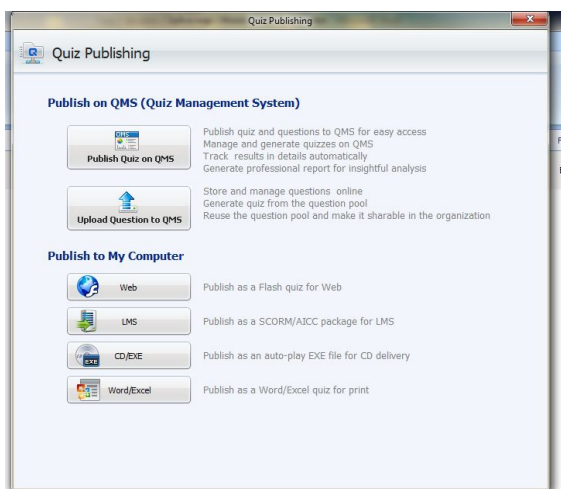 Quiz Publishing
Quiz Publishing
Publish on QMS (Quiz Management System)
QMS
Publish Quiz on QMS
Publish quiz and questions to QMS for easy access
Manage and generate quizzes on QMS
Track results in details automatically
Generate professional report for insightful analysis
Upload Question to QMS
Store and manage questions online
Generate quiz from the question pool
Reuse the question pool and make it sharable in the organization
Publish to My Computer
Web
Publish as a Flash quiz for Web
LMS
Publish as a SCORM/AICC package for LMS
EXE
CD/EXE
Publish as an auto-play EXE file for CD delivery
Word/Excel
Publish as a Word/Excel quiz for print